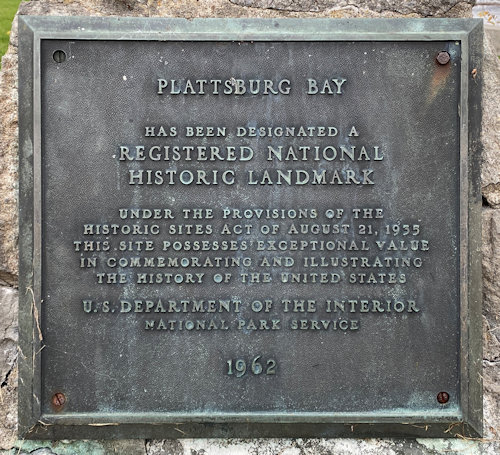 PLATTSBURG BAY
HAS BEEN DESIGNATED A
REGISTERED NATIONAL
HISTORIC LANDMARK
UNDER THE PROVISIONS OF THE
HISTORIC SITES ACT OF AUGUST 21, 1935
THIS SITE POSSESSES EXCEPTIONAL VALUE
IN COMMEMORATING AND ILLUSTRATING
THE HISTORY OF THE UNITED STATES
U.S. DEPARTMENT OF THE INTERIOR
NATIONAL PARK SERVICE
1962